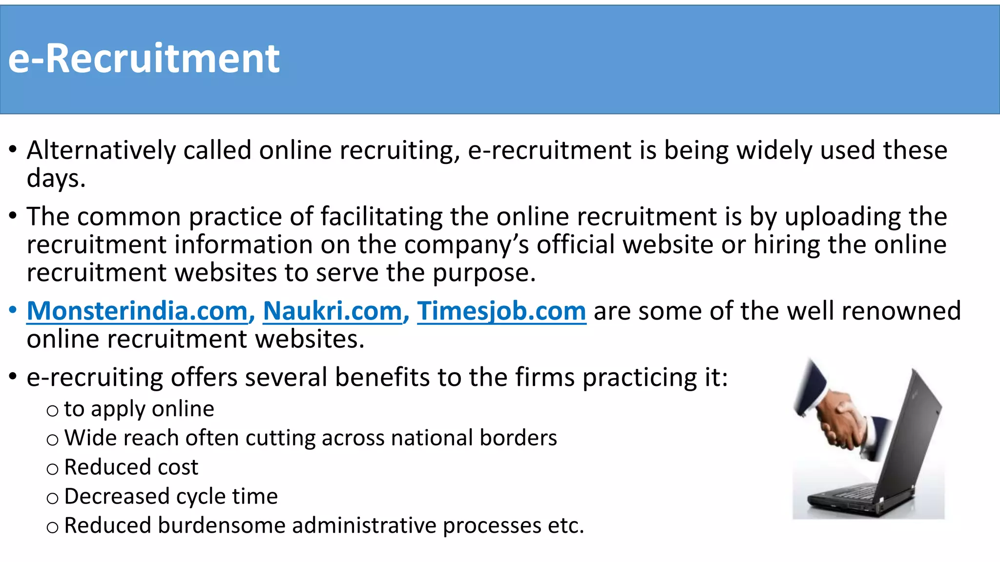 e-Recruitment
• Alternatively called online recruiting, e-recruitment is being widely used these
days.
• The common practice of facilitating the online recruitment is by uploading the
recruitment information on the company’s official website or hiring the online
recruitment websites to serve the purpose.
• Monsterindia.com, Naukri.com, Timesjob.com are some of the well renowned
online recruitment websites.
• e-recruiting offers several benefits to the firms practicing it:
o to apply online
o Wide reach often cutting across national borders
o Reduced cost
o Decreased cycle time
o Reduced burdensome administrative processes etc.